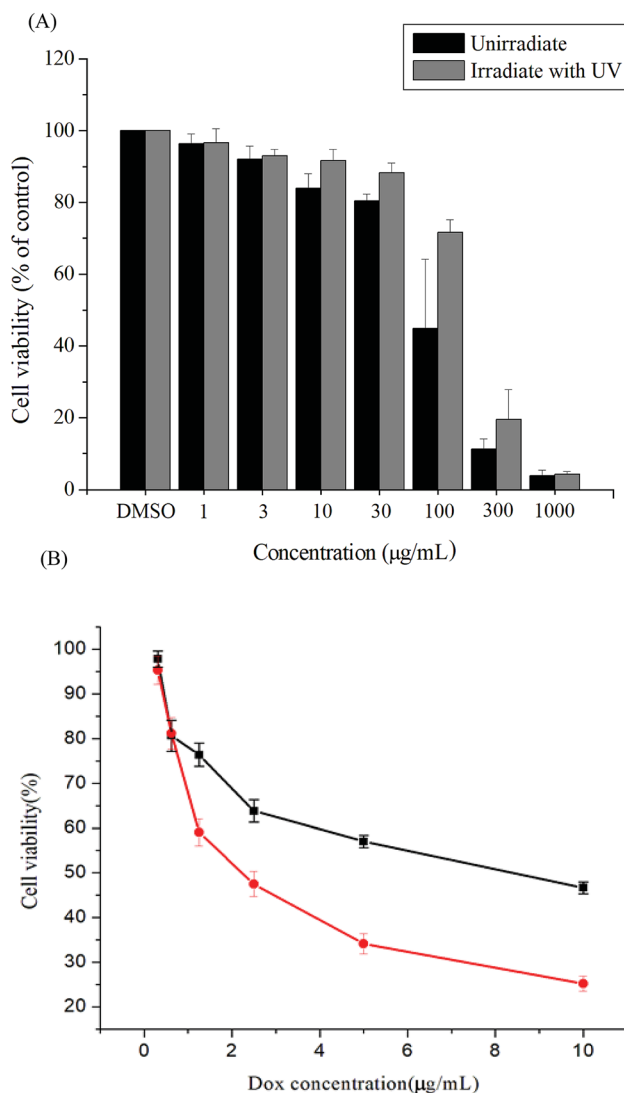 (A)
Unirradiate
Irradiate with UV
120
100
80
60
40
20
0
Cell viability (% of control)
DMSO 1 3 10 30 100 300 1000
Concentration (μg/mL)
(B)
100
90
80
70
60
50
40
30
20
Cell viability(%)
0 2 4 6 8 10
Dox concentration(μg/mL)